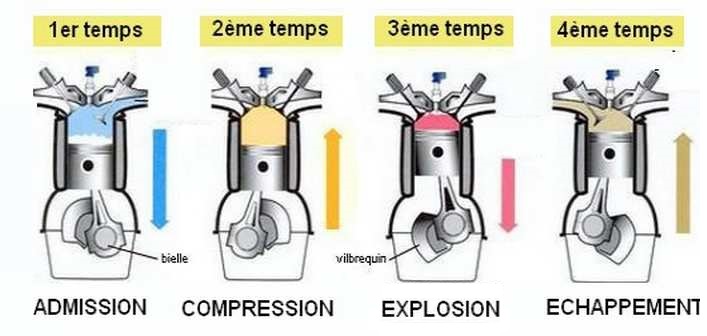 1er temps
2ème temps
3ème temps
4ème temps
bielle
vilbrequin
ADMISSION
COMPRESSION
EXPLOSION
ECHAPPEMENT